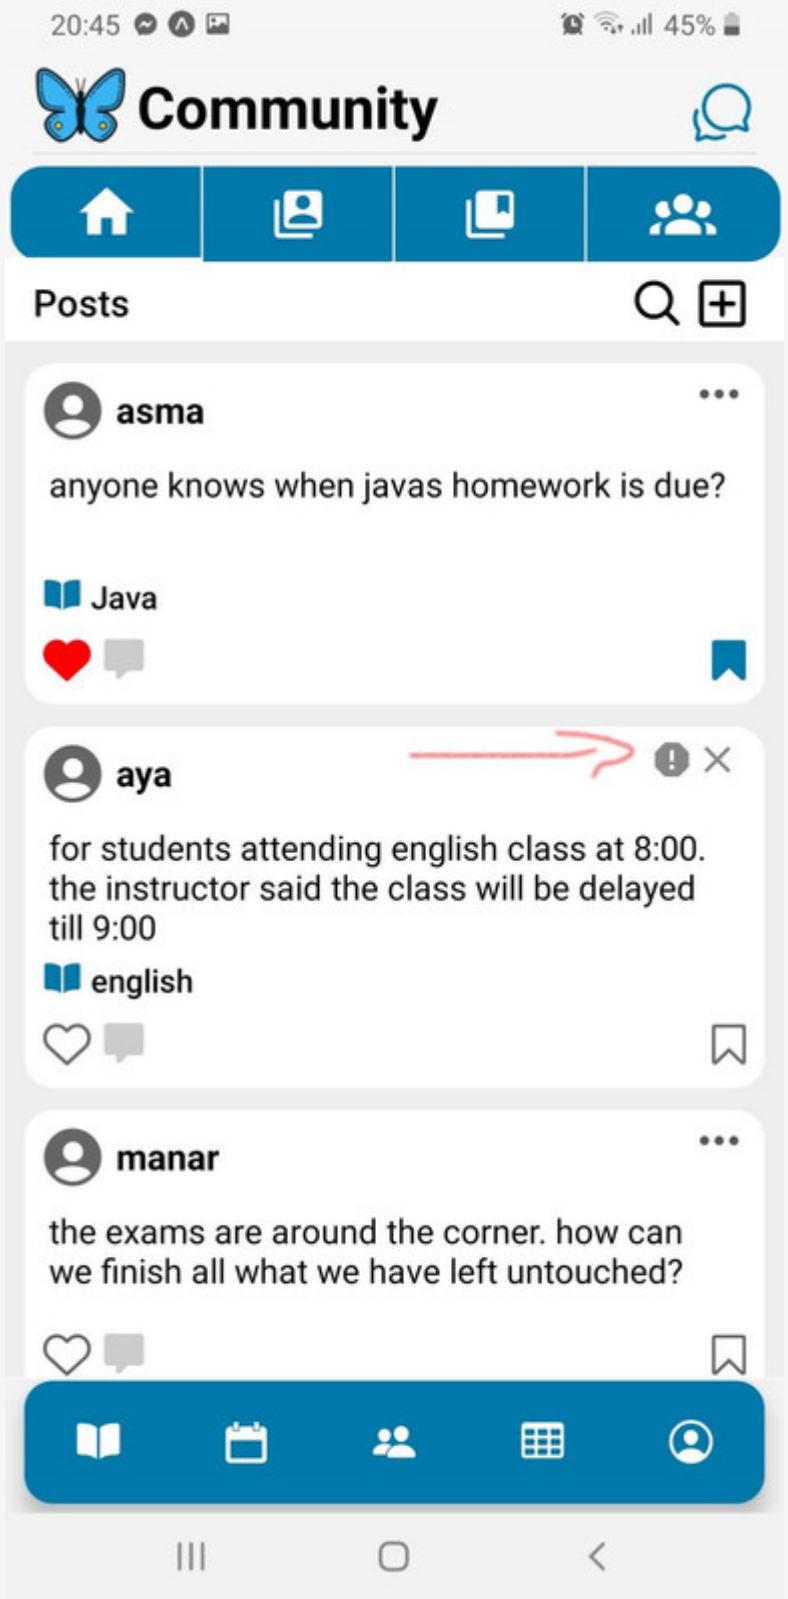 20:45 45%
Community
Posts
asma
anyone knows when javas homework is due?
Java
aya
for students attending english class at 8:00.
the instructor said the class will be delayed
till 9:00
english
manar
the exams are around the corner. how can
we finish all what we have left untouched?